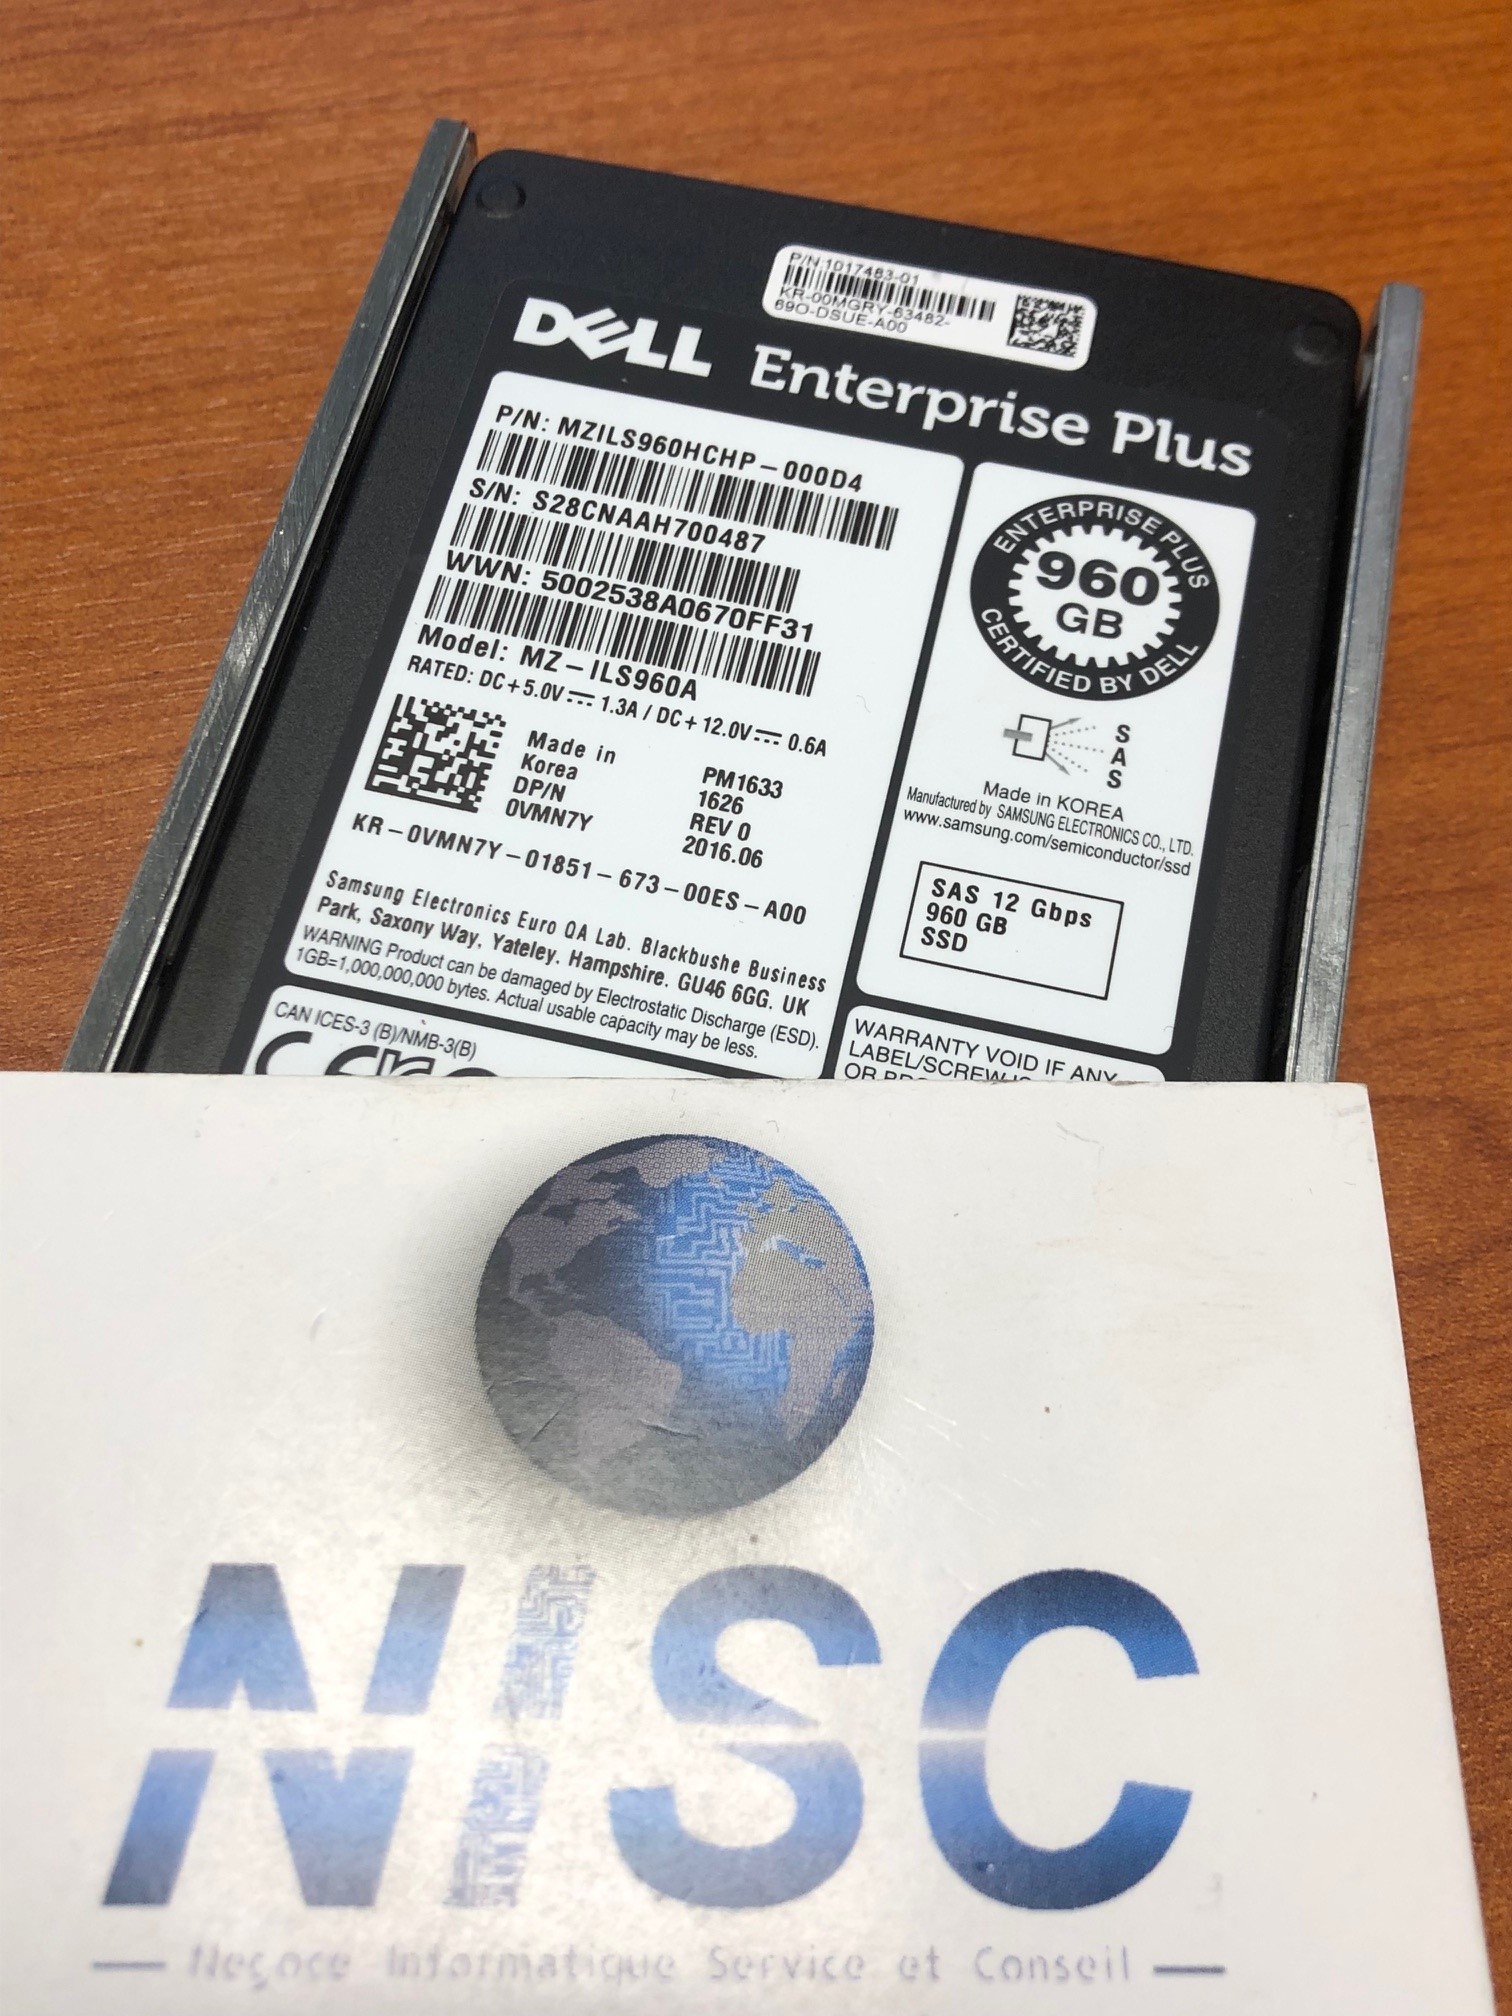 P/N 1017483-01
KR-00MGRY-63482-
69O-DSUE-A00
DELL Enterprise Plus
P/N: MZILS960HCHP-000D4
S/N: S28CNAAH700487
WWN: 5002538A0670FF31
Model: MZ-ILS960A
RATED: DC+5.0V⎓ 1.3A / DC+12.0V⎓ 0.6A
Made in
Korea
DP/N
0VMN7Y
PM1633
1626
REV 0
2016.06
KR-0VMN7Y-01851-673-00ES-A00
Samsung Electronics Euro QA Lab. Blackbushe Business
Park, Saxony Way, Yateley. Hampshire. GU46 6GG. UK
WARNING Product can be damaged by Electrostatic Discharge (ESD).
1GB=1,000,000,000 bytes. Actual usable capacity may be less.
CAN ICES-3 (B)/NMB-3(B)
ENTERPRISE PLUS
960
GB
CERTIFIED BY DELL
S
A
S
Made in KOREA
Manufactured by SAMSUNG ELECTRONICS CO., LTD.
www.samsung.com/semiconductor/ssd
SAS 12 Gbps
960 GB
SSD
WARRANTY VOID IF ANY
LABEL/SCREW
OR
NISC
Negoce Informatique Service et Conseil